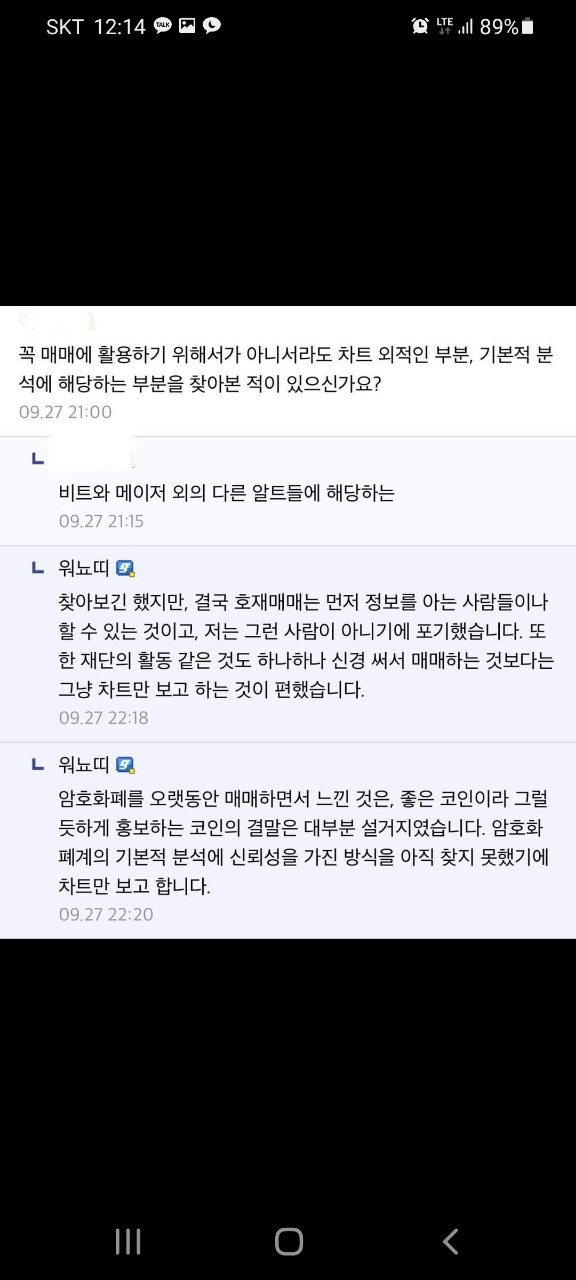 SKT 12:14
LTE 89%
꼭 매매에 활용하기 위해서가 아니서라도 차트 외적인 부분, 기본적 분
석에 해당하는 부분을 찾아본 적이 있으신가요?
09.27 21:00
비트와 메이저 외의 다른 알트들에 해당하는
09.27 21:15
워뇨띠
찾아보긴 했지만, 결국 호재매매는 먼저 정보를 아는 사람들이나
할 수 있는 것이고, 저는 그런 사람이 아니기에 포기했습니다. 또
한 재단의 활동 같은 것도 하나하나 신경 써서 매매하는 것보다는
그냥 차트만 보고 하는 것이 편했습니다.
09.27 22:18
워뇨띠
암호화폐를 오랫동안 매매하면서 느낀 것은, 좋은 코인이라 그럴
듯하게 홍보하는 코인의 결말은 대부분 설거지였습니다. 암호화
폐계의 기본적 분석에 신뢰성을 가진 방식을 아직 찾지 못했기에
차트만 보고 합니다.
09.27 22:20